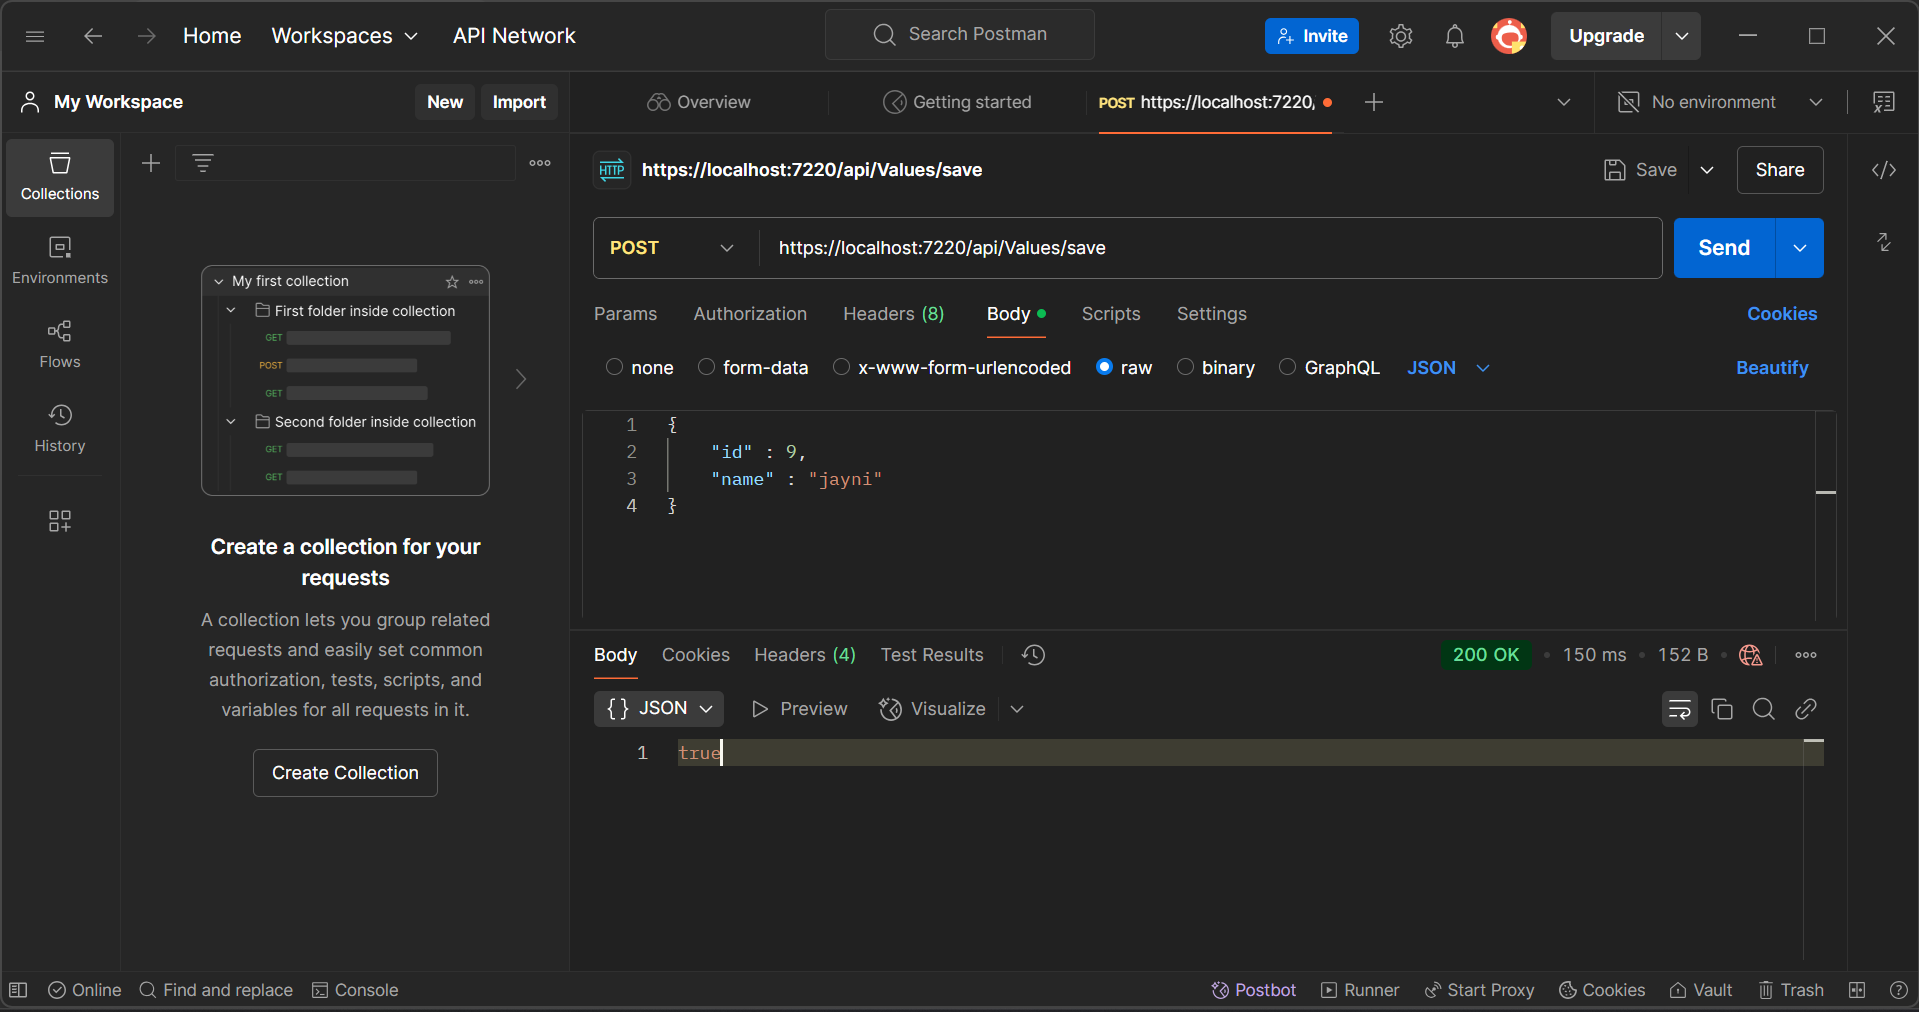 Home Workspaces API Network Search Postman Invite Upgrade
My Workspace New Import Overview Getting started POST https://localhost:7220/ No environment
Collections
Environments
Flows
History
My first collection
First folder inside collection
GET
POST
GET
Second folder inside collection
GET
GET
Create a collection for your
requests
A collection lets you group related
requests and easily set common
authorization, tests, scripts, and
variables for all requests in it.
Create Collection
HTTP https://localhost:7220/api/Values/save Save Share
POST https://localhost:7220/api/Values/save Send
Params Authorization Headers (8) Body Scripts Settings Cookies
none form-data x-www-form-urlencoded raw binary GraphQL JSON Beautify
1 {
2 "id" : 9,
3 "name" : "jayni"
4 }
Body Cookies Headers (4) Test Results 200 OK • 150 ms • 152 B •
{} JSON Preview Visualize
1 true
Online Find and replace Console Postbot Runner Start Proxy Cookies Vault Trash